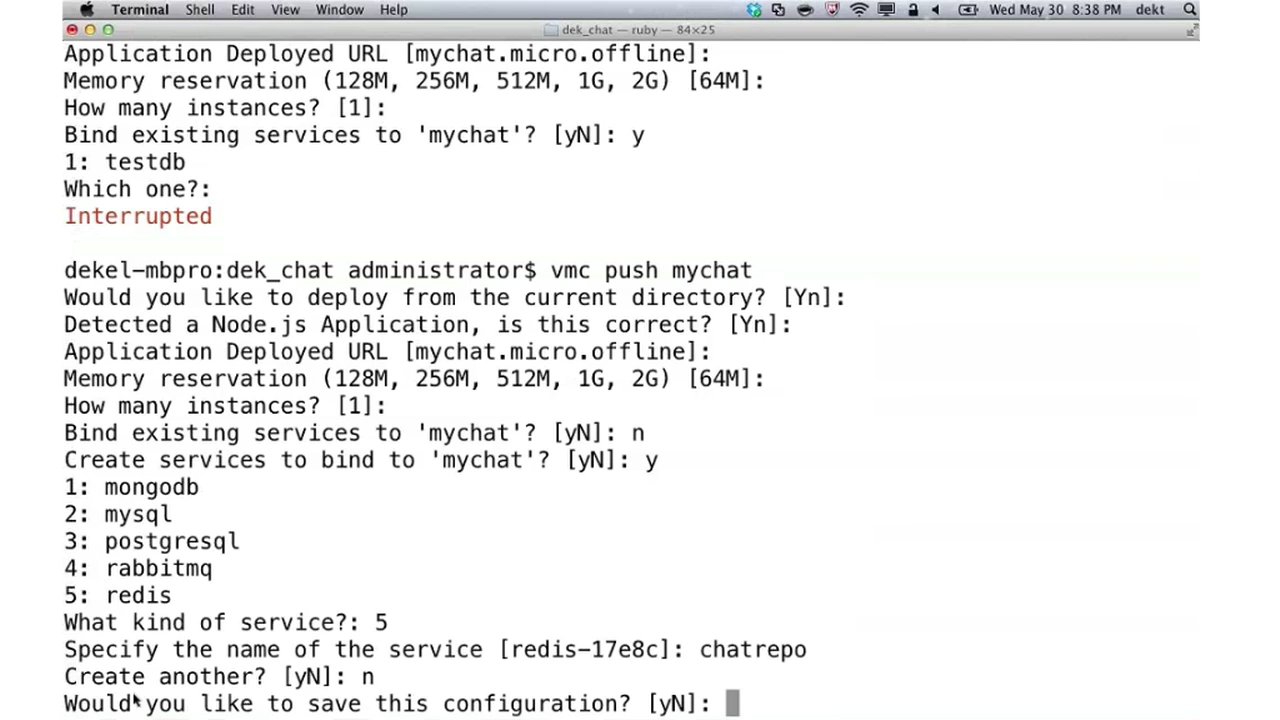 Terminal Shell Edit View Window Help Wed May 30 8:38 PM dekt
dek_chat — ruby — 84×25
Application Deployed URL [mychat.micro.offline]:
Memory reservation (128M, 256M, 512M, 1G, 2G) [64M]:
How many instances? [1]:
Bind existing services to 'mychat'? [yN]: y
1: testdb
Which one?:
Interrupted
dekel-mbpro:dek_chat administrator$ vmc push mychat
Would you like to deploy from the current directory? [Yn]:
Detected a Node.js Application, is this correct? [Yn]:
Application Deployed URL [mychat.micro.offline]:
Memory reservation (128M, 256M, 512M, 1G, 2G) [64M]:
How many instances? [1]:
Bind existing services to 'mychat'? [yN]: n
Create services to bind to 'mychat'? [yN]: y
1: mongodb
2: mysql
3: postgresql
4: rabbitmq
5: redis
What kind of service?: 5
Specify the name of the service [redis-17e8c]: chatrepo
Create another? [yN]: n
Would you like to save this configuration? [yN]: